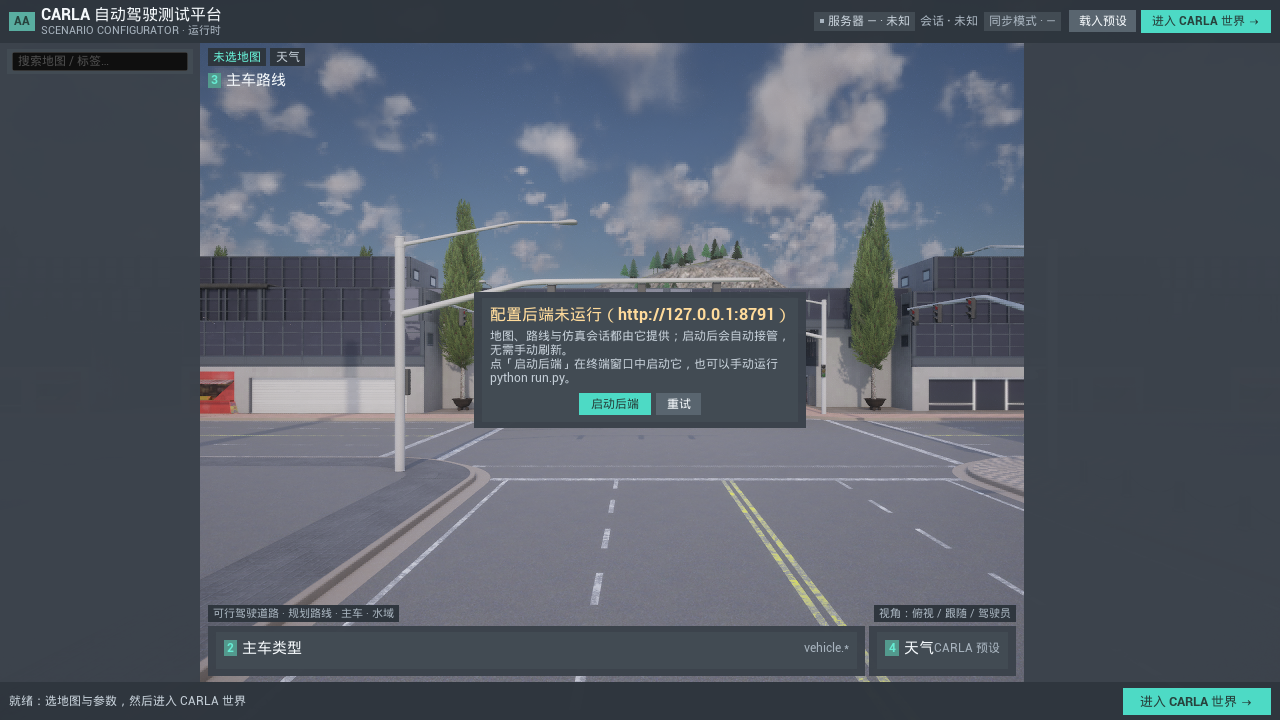 AA
CARLA 自动驾驶测试平台
SCENARIO CONFIGURATOR · 运行时
服务器 — · 未知
会话 · 未知
同步模式 · —
载入预设
进入 CARLA 世界 →
搜索地图 / 标签...
未选地图
天气
3 主车路线
配置后端未运行（http://127.0.0.1:8791）
地图、路线与仿真会话都由它提供；启动后会自动接管，
无需手动刷新。
点「启动后端」在终端窗口中启动它，也可以手动运行
python run.py。
启动后端
重试
可行驾驶道路 · 规划路线 · 主车 · 水域
视角：俯视 / 跟随 / 驾驶员
2 主车类型
vehicle.*
4 天气CARLA 预设
就绪：选地图与参数，然后进入 CARLA 世界
进入 CARLA 世界 →